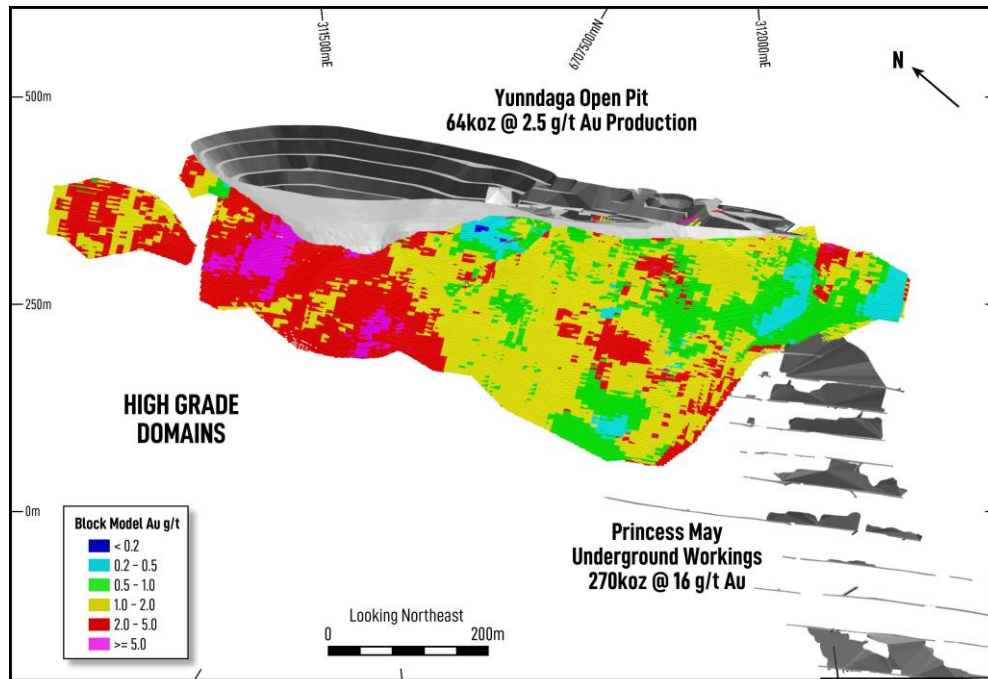 311500mE
6707500mN
312000mE
N
500m
Yunndaga Open Pit
64koz @ 2.5 g/t Au Production
250m
HIGH GRADE
DOMAINS
0m
Block Model Au g/t
< 0.2
0.2 - 0.5
0.5 - 1.0
1.0 - 2.0
2.0 - 5.0
>= 5.0
Princess May
Underground Workings
270koz @ 16 g/t Au
Looking Northeast
0 200m